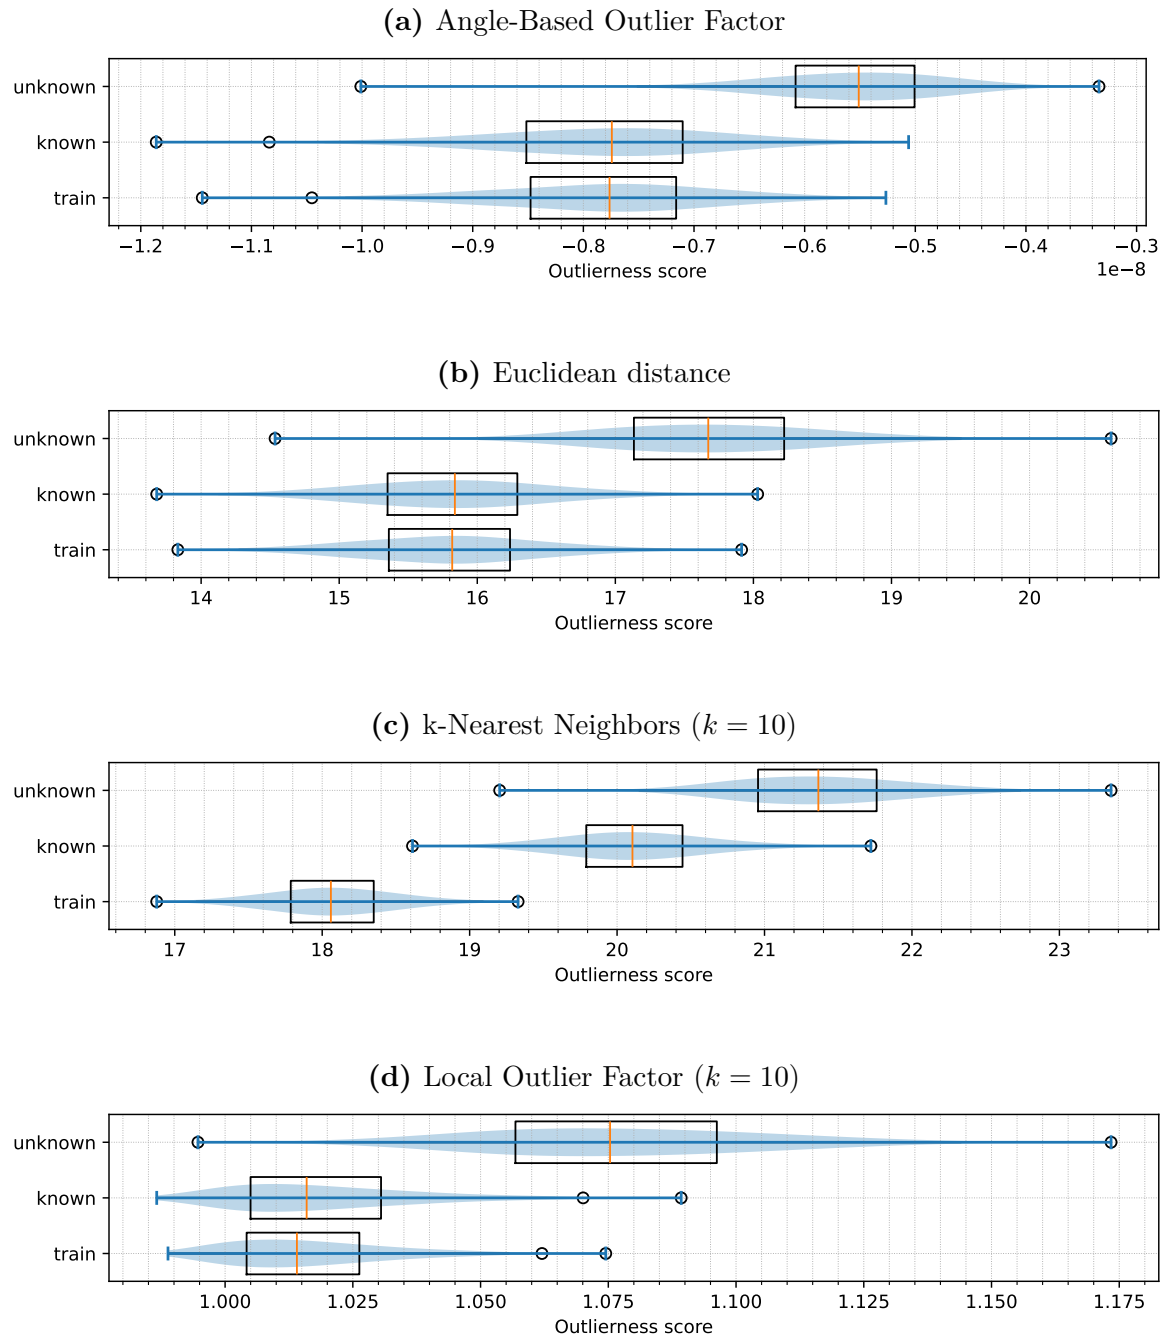 (a) Angle-Based Outlier Factor
unknown
known
train
−1.2 −1.1 −1.0 −0.9 −0.8 −0.7 −0.6 −0.5 −0.4 −0.3
Outlierness score 1e−8
(b) Euclidean distance
unknown
known
train
14 15 16 17 18 19 20
Outlierness score
(c) k-Nearest Neighbors (k = 10)
unknown
known
train
17 18 19 20 21 22 23
Outlierness score
(d) Local Outlier Factor (k = 10)
unknown
known
train
1.000 1.025 1.050 1.075 1.100 1.125 1.150 1.175
Outlierness score